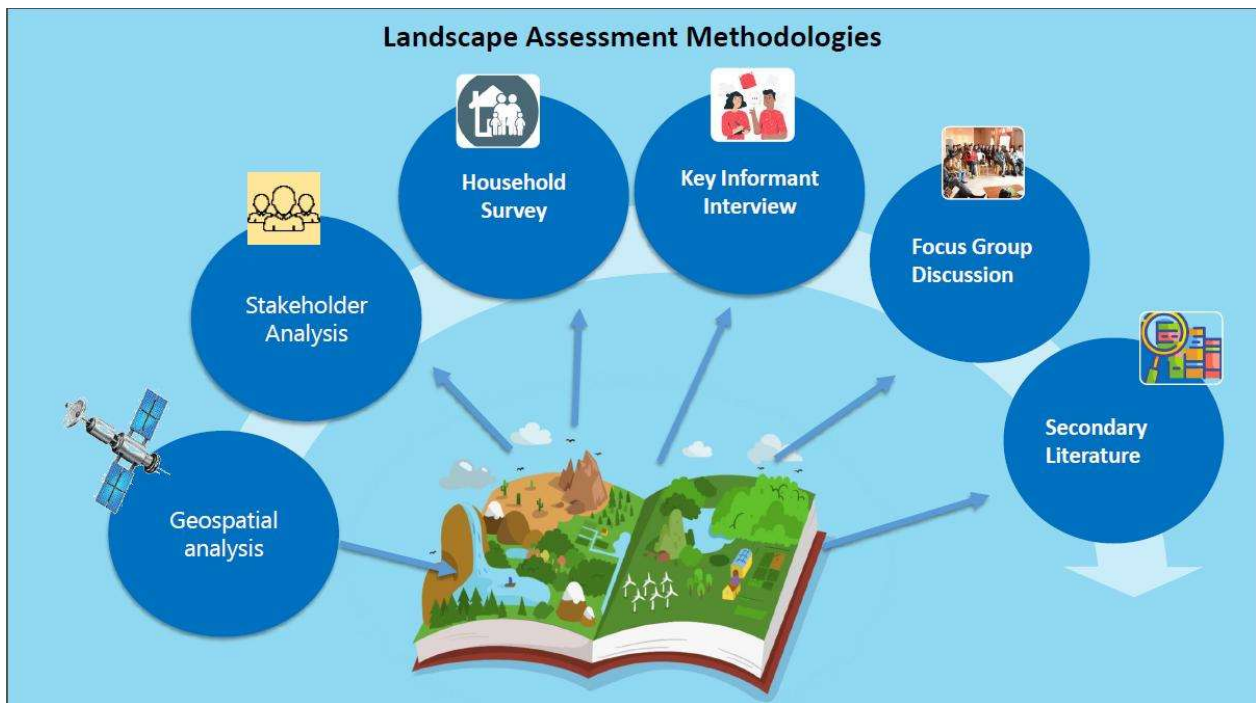 Landscape Assessment Methodologies
Household
Survey
Key Informant
Interview
Stakeholder
Analysis
Focus Group
Discussion
Secondary
Literature
Geospatial
analysis